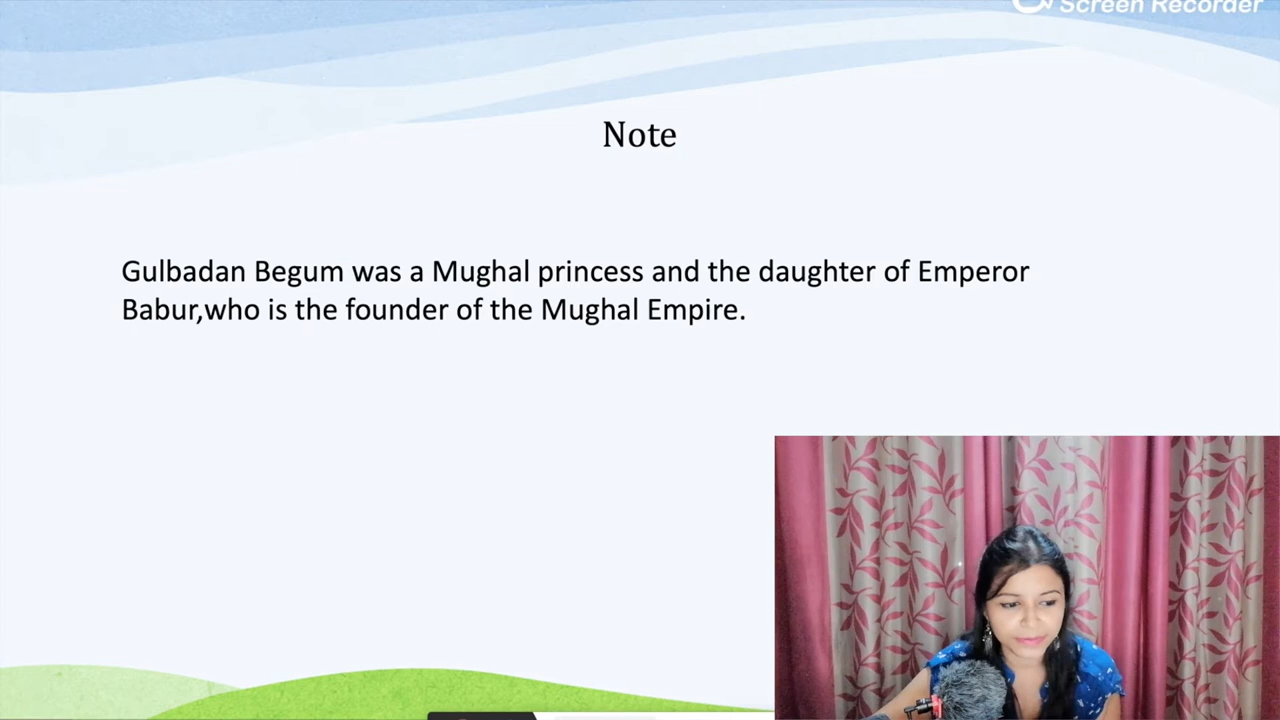 Screen Recorder
Note
Gulbadan Begum was a Mughal princess and the daughter of Emperor
Babur,who is the founder of the Mughal Empire.